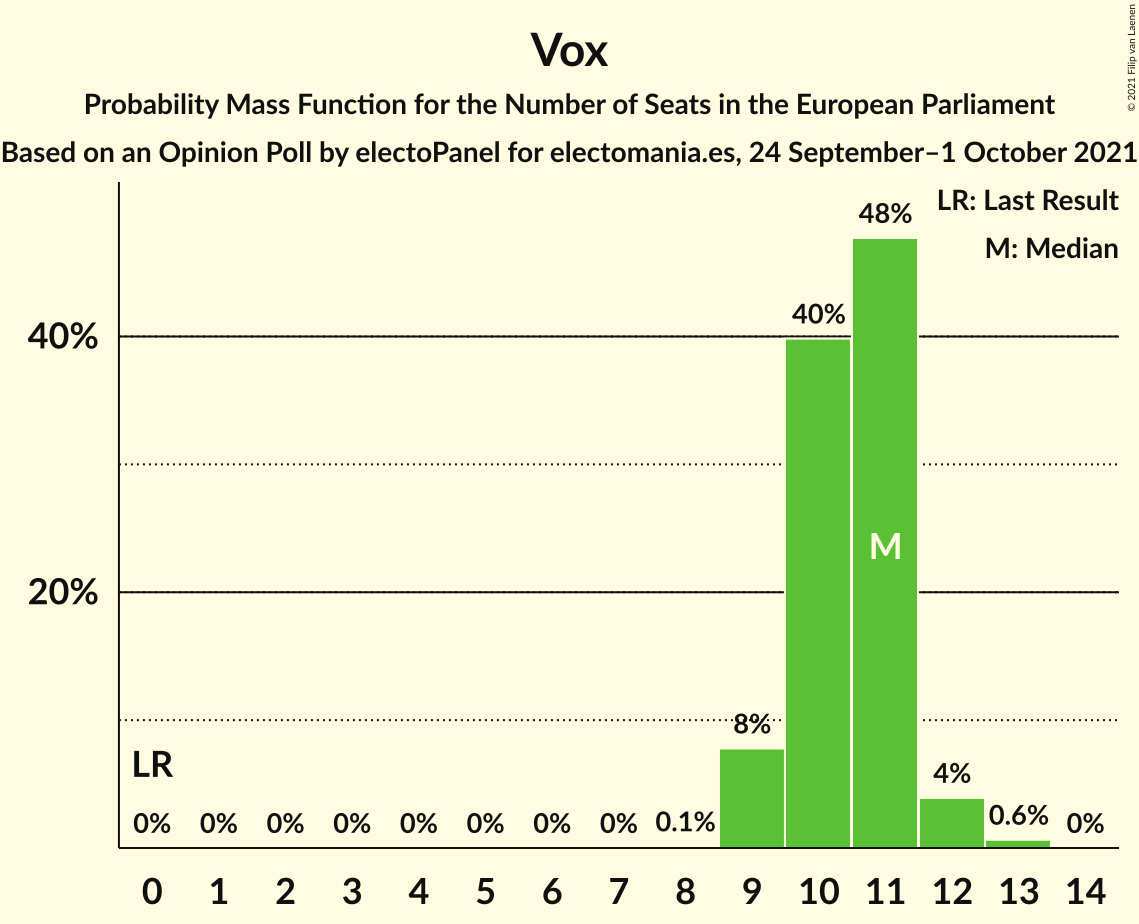 Vox
Probability Mass Function for the Number of Seats in the European Parliament
Based on an Opinion Poll by electoPanel for electomania.es, 24 September–1 October 2021
© 2021 Filip van Laenen
LR: Last Result
M: Median
48%
40%
40%
M
20%
8%
LR
4%
0% 0% 0% 0% 0% 0% 0% 0% 0.1% 0.6% 0%
0 1 2 3 4 5 6 7 8 9 10 11 12 13 14